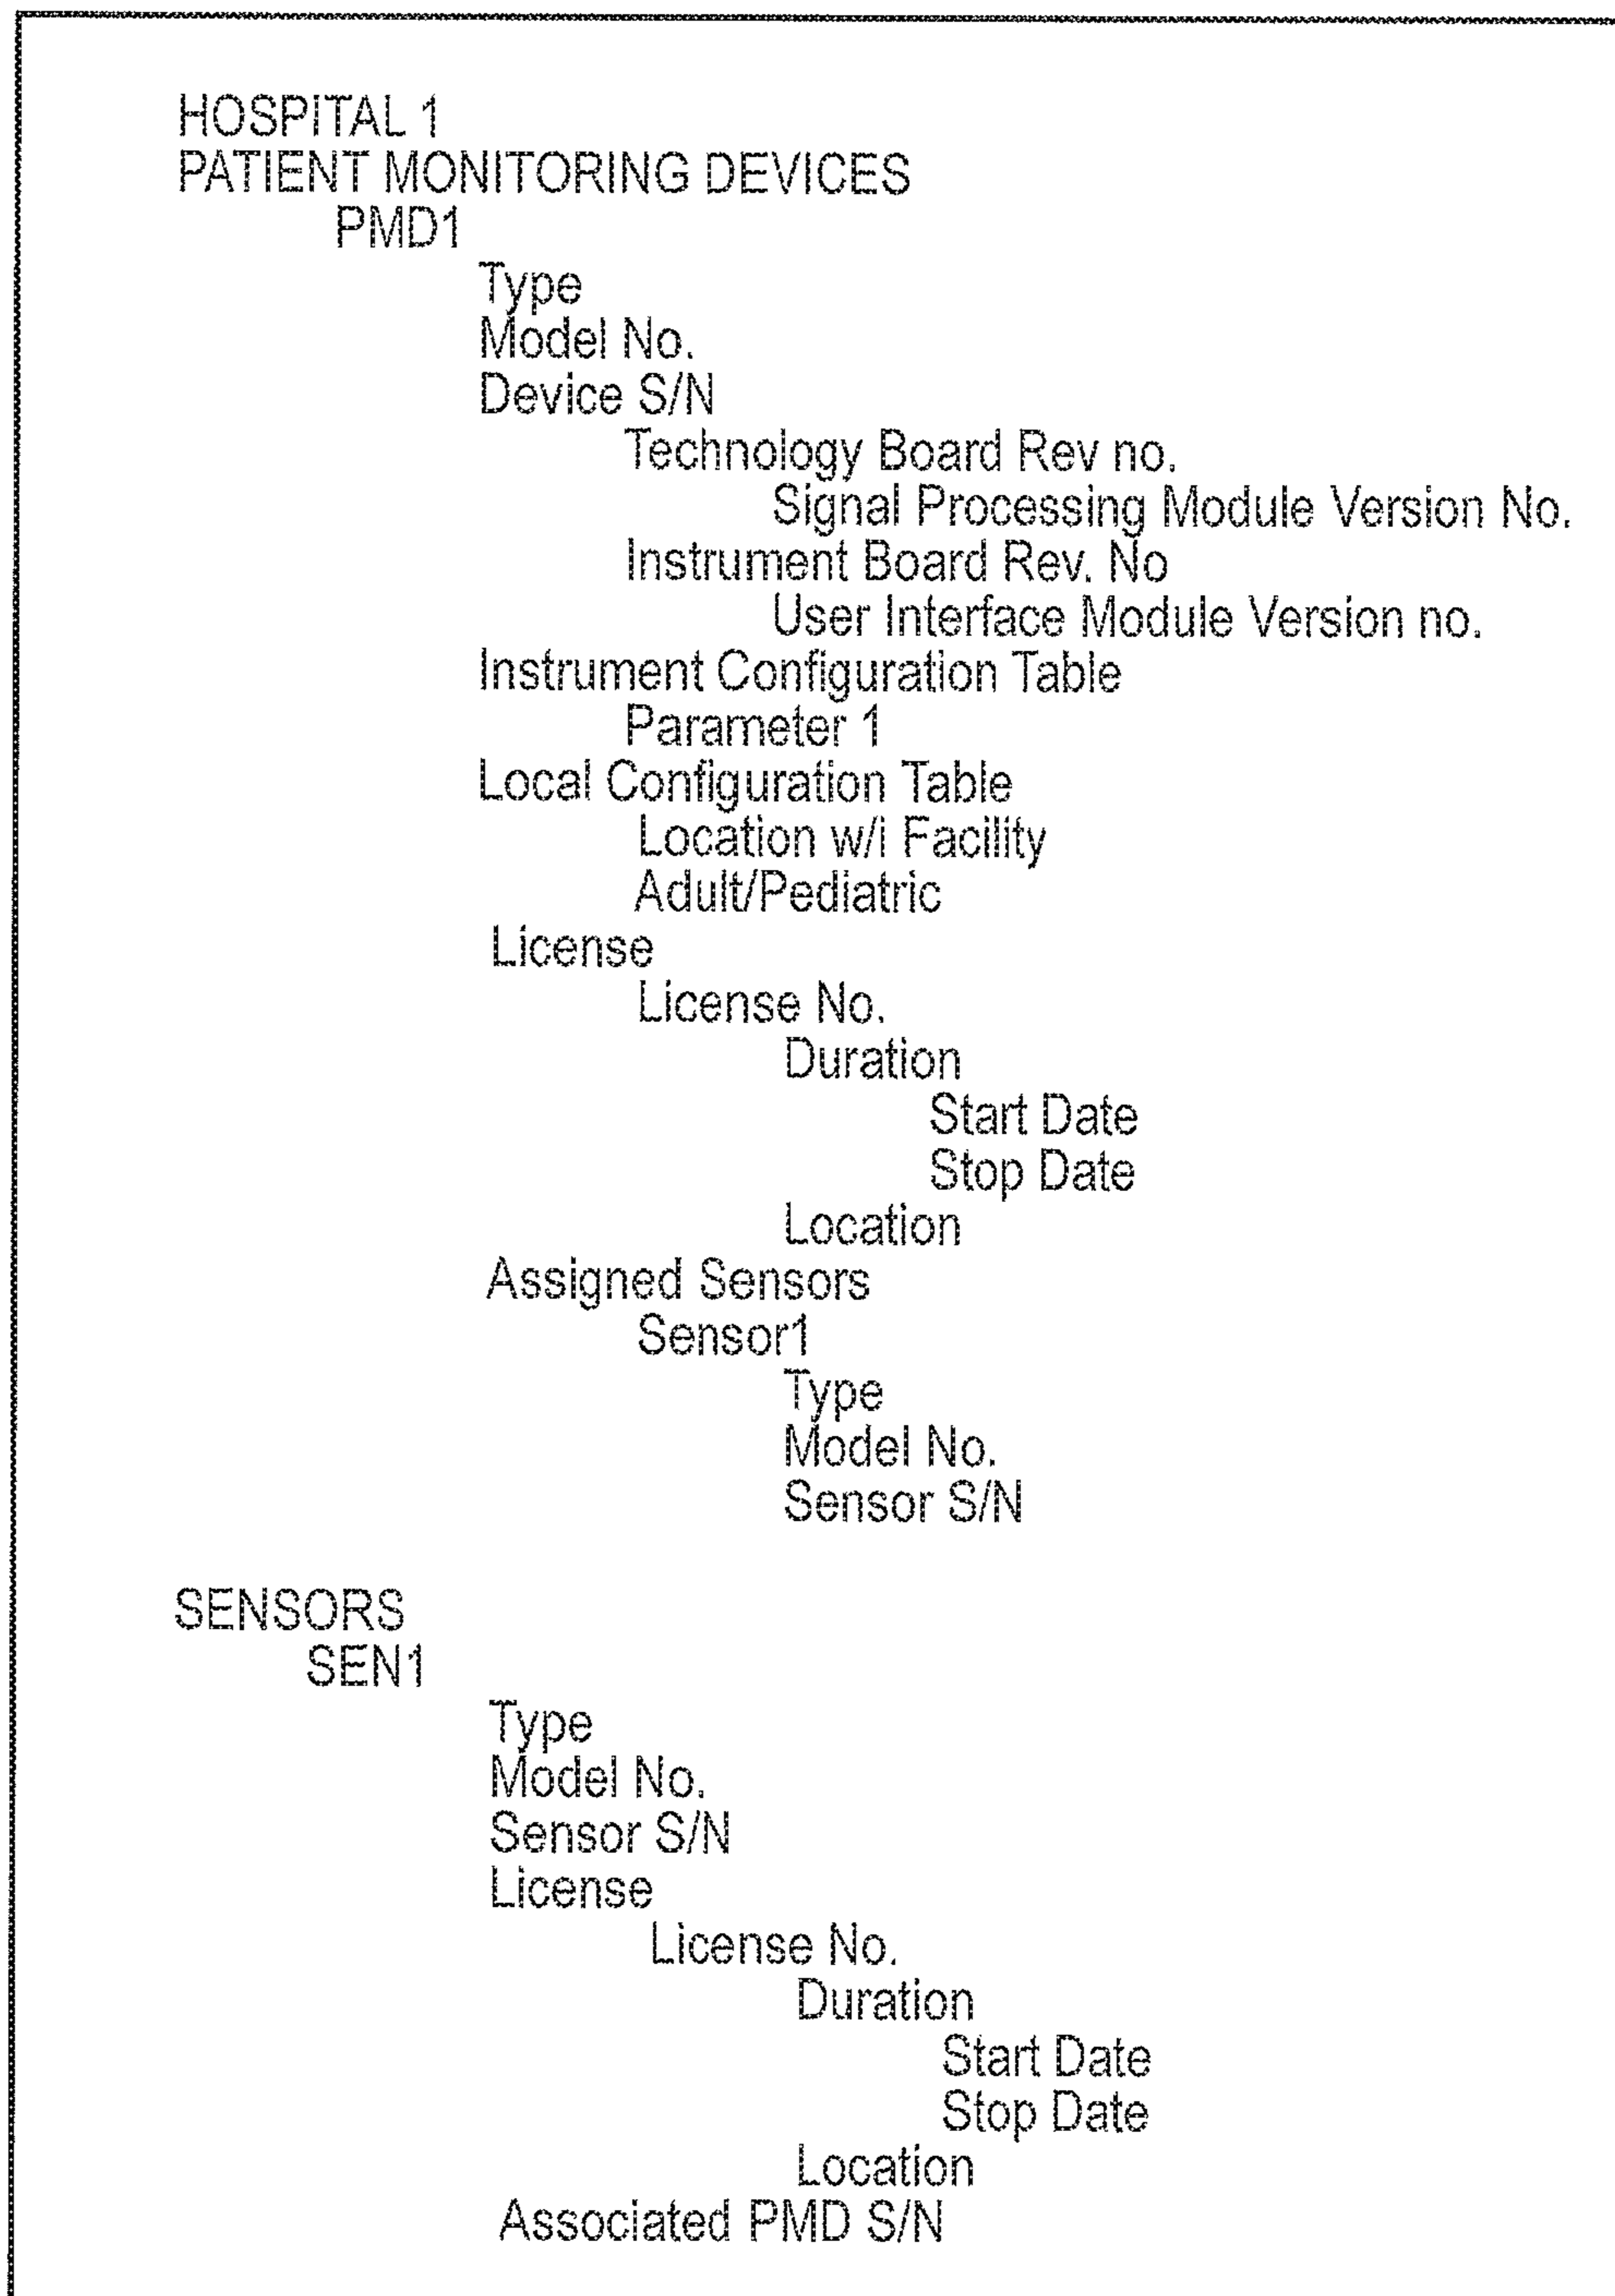 HOSPITAL 1
PATIENT MONITORING DEVICES
PMD1
Type
Model No.
Device S/N
Technology Board Rev no.
Signal Processing Module Version No.
Instrument Board Rev. No
User Interface Module Version no.
Instrument Configuration Table
Parameter 1
Local Configuration Table
Location w/i Facility
Adult/Pediatric
License
License No.
Duration
Start Date
Stop Date
Location
Assigned Sensors
Sensor1
Type
Model No.
Sensor S/N
SENSORS
SEN1
Type
Model No.
Sensor S/N
License
License No.
Duration
Start Date
Stop Date
Location
Associated PMD S/N